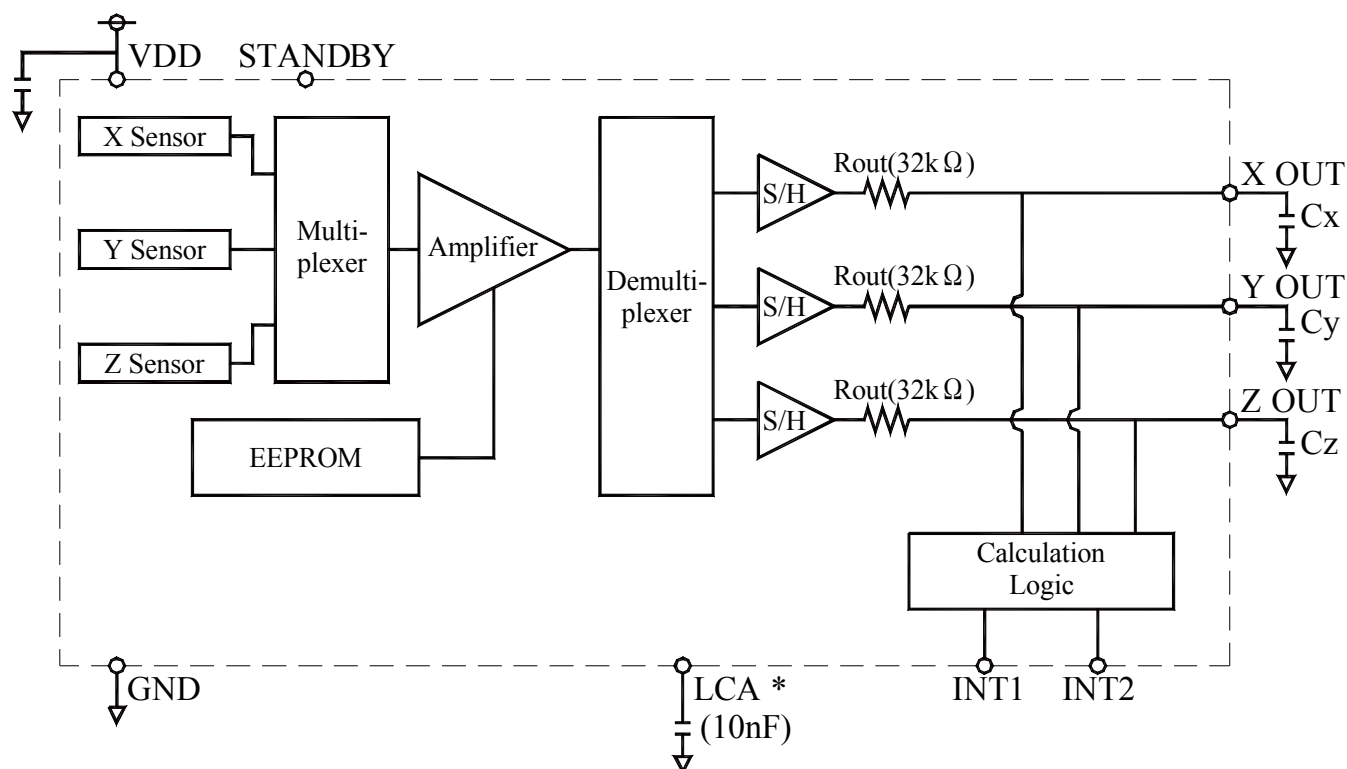 VDD
STANDBY
X Sensor
Y Sensor
Z Sensor
Multi-
plexer
Amplifier
EEPROM
Demulti-
plexer
S/H
Rout(32kΩ)
X OUT
Cx
S/H
Rout(32kΩ)
Y OUT
Cy
S/H
Rout(32kΩ)
Z OUT
Cz
Calculation
Logic
GND
LCA *
(10nF)
INT1
INT2